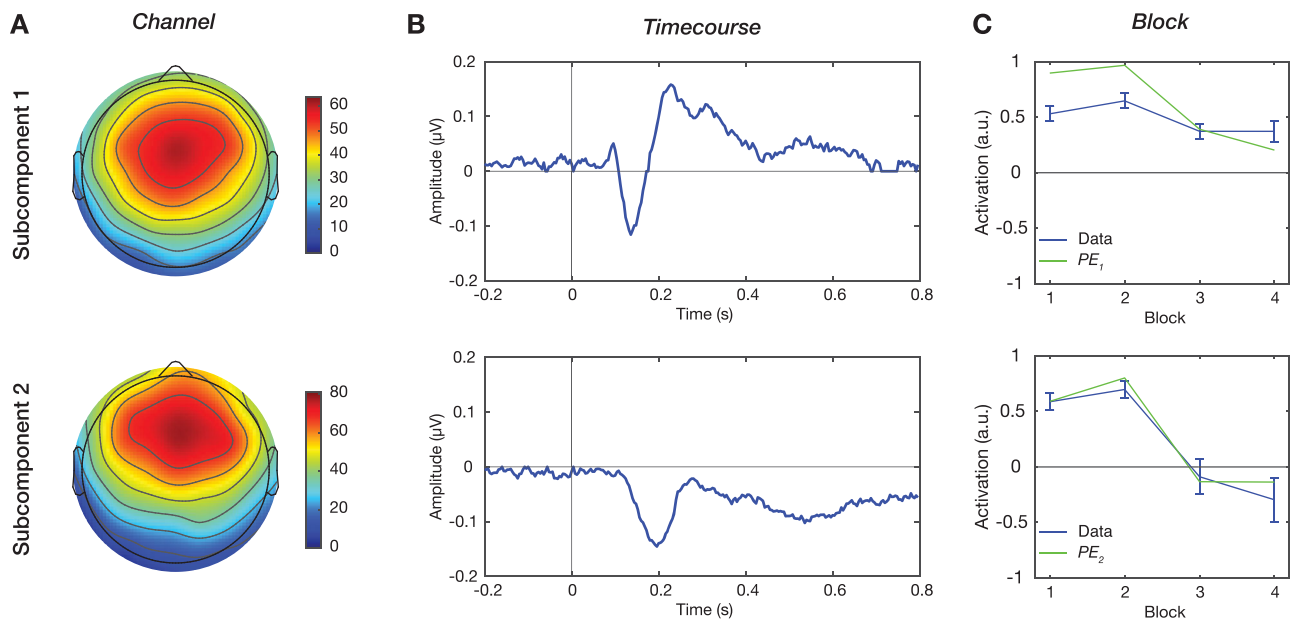 A
Channel
B
Timecourse
C
Block
Subcomponent 1
60
50
40
30
20
10
0
Amplitude (µV)
0.2
0.1
0
-0.1
-0.2
-0.2
0
0.2
0.4
0.6
0.8
Time (s)
Activation (a.u.)
1
0.5
0
-0.5
-1
Data
PE1
1
2
3
4
Block
Subcomponent 2
80
60
40
20
0
Amplitude (µV)
0.2
0.1
0
-0.1
-0.2
-0.2
0
0.2
0.4
0.6
0.8
Time (s)
Activation (a.u.)
1
0.5
0
-0.5
-1
Data
PE2
1
2
3
4
Block